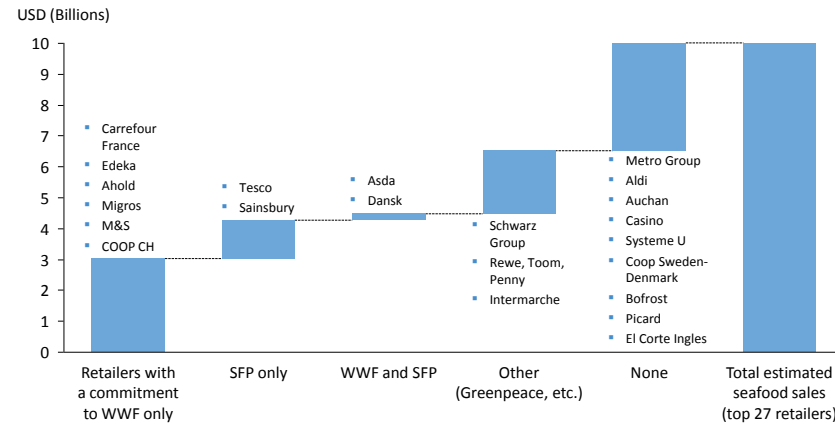 USD (Billions)
10
9
8
7
6
5
4
3
2
1
0
Carrefour
France
Edeka
Ahold
Migros
M&S
COOP CH
Tesco
Sainsbury
Asda
Dansk
Schwarz
Group
Rewe, Toom,
Penny
Intermarche
Metro Group
Aldi
Auchan
Casino
Systeme U
Coop Sweden-
Denmark
Bofrost
Picard
El Corte Ingles
Retailers with
a commitment
to WWF only
SFP only
WWF and SFP
Other
(Greenpeace, etc.)
None
Total estimated
seafood sales
(top 27 retailers)